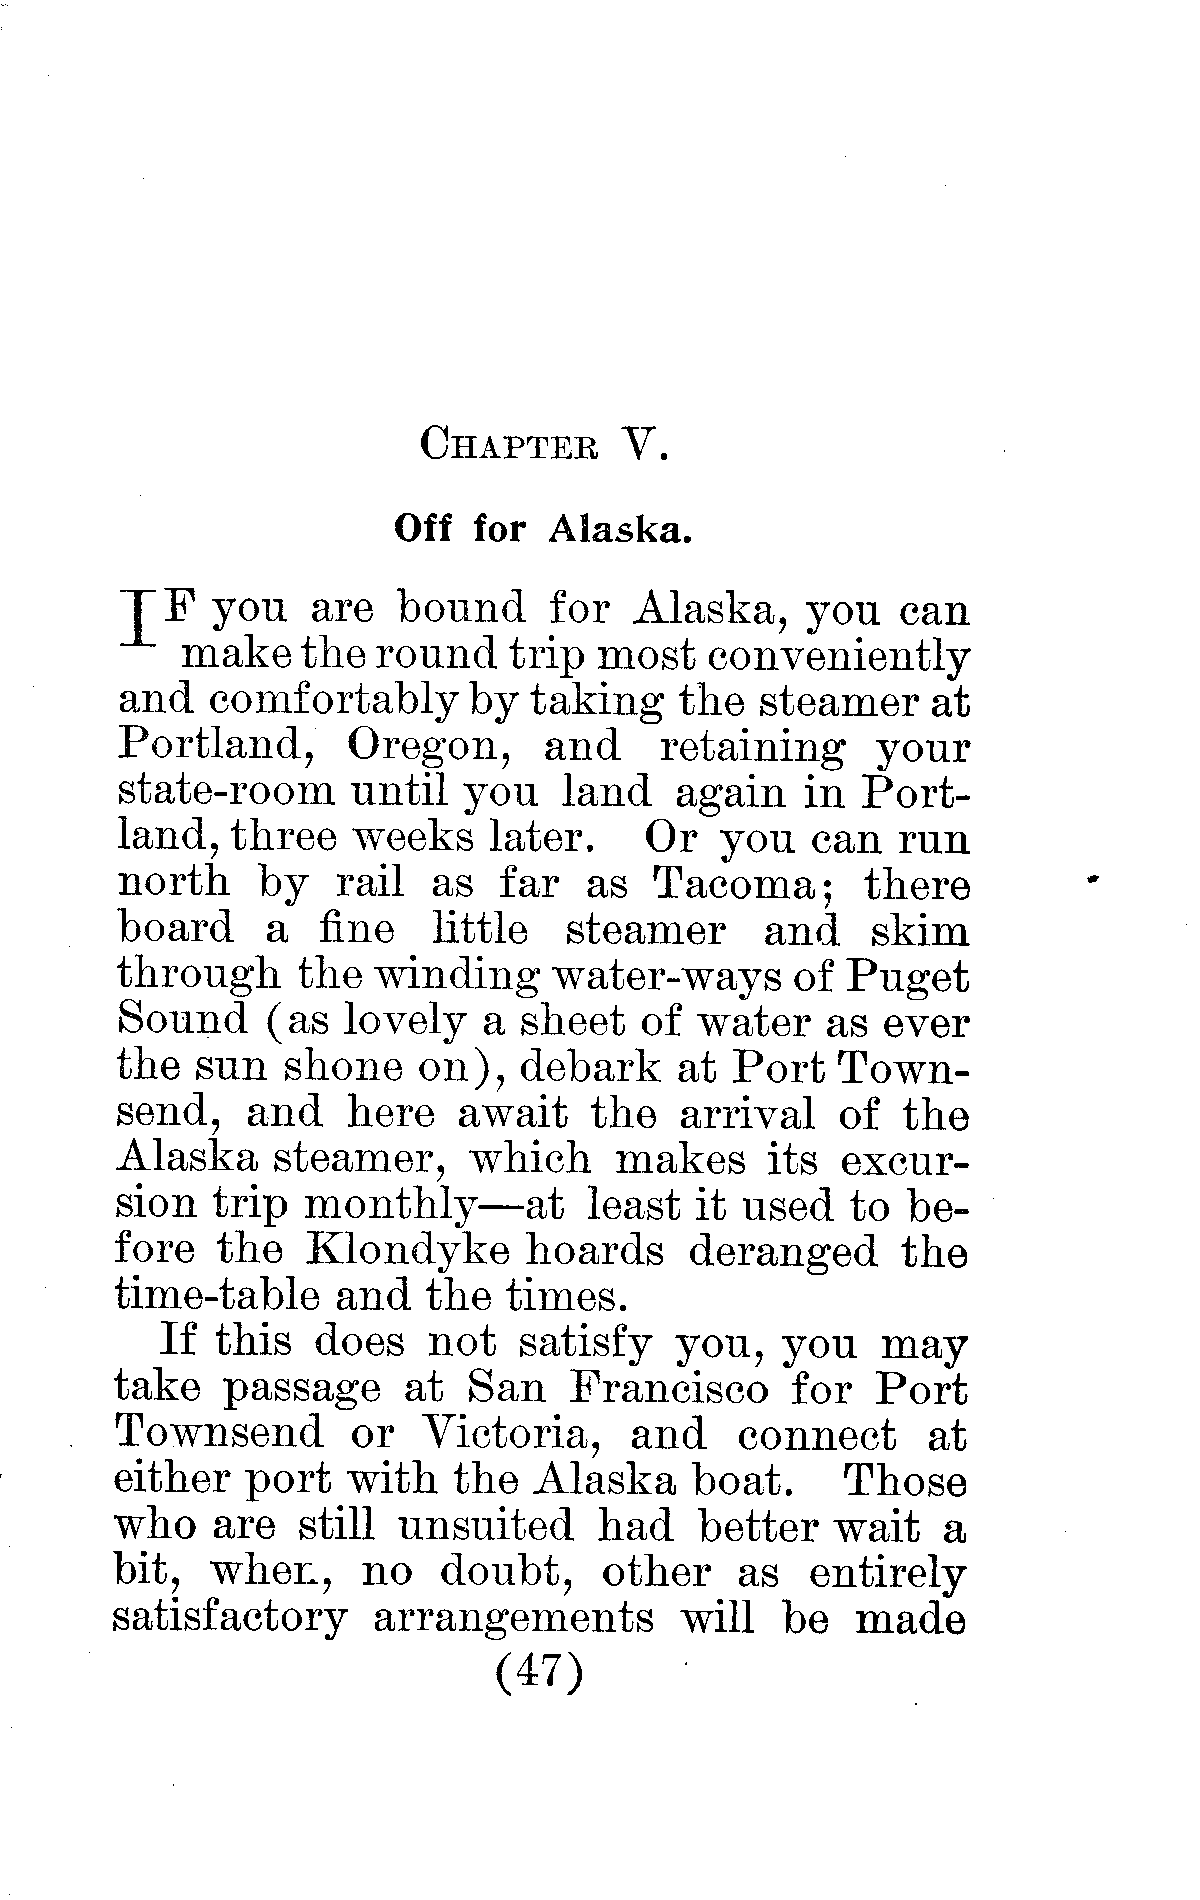 CHAPTER V.
Off for Alaska.
IF you are bound for Alaska, you can
make the round trip most conveniently
and comfortably by taking the steamer at
Portland, Oregon, and retaining your
state-room until you land again in Port-
land, three weeks later. Or you can run
north by rail as far as Tacoma; there
board a fine little steamer and skim
through the winding water-ways of Puget
Sound (as lovely a sheet of water as ever
the sun shone on), debark at Port Town-
send, and here await the arrival of the
Alaska steamer, which makes its excur-
sion trip monthly—at least it used to be-
fore the Klondyke hoards deranged the
time-table and the times.
If this does not satisfy you, you may
take passage at San Francisco for Port
Townsend or Victoria, and connect at
either port with the Alaska boat. Those
who are still unsuited had better wait a
bit, when, no doubt, other as entirely
satisfactory arrangements will be made
(47)